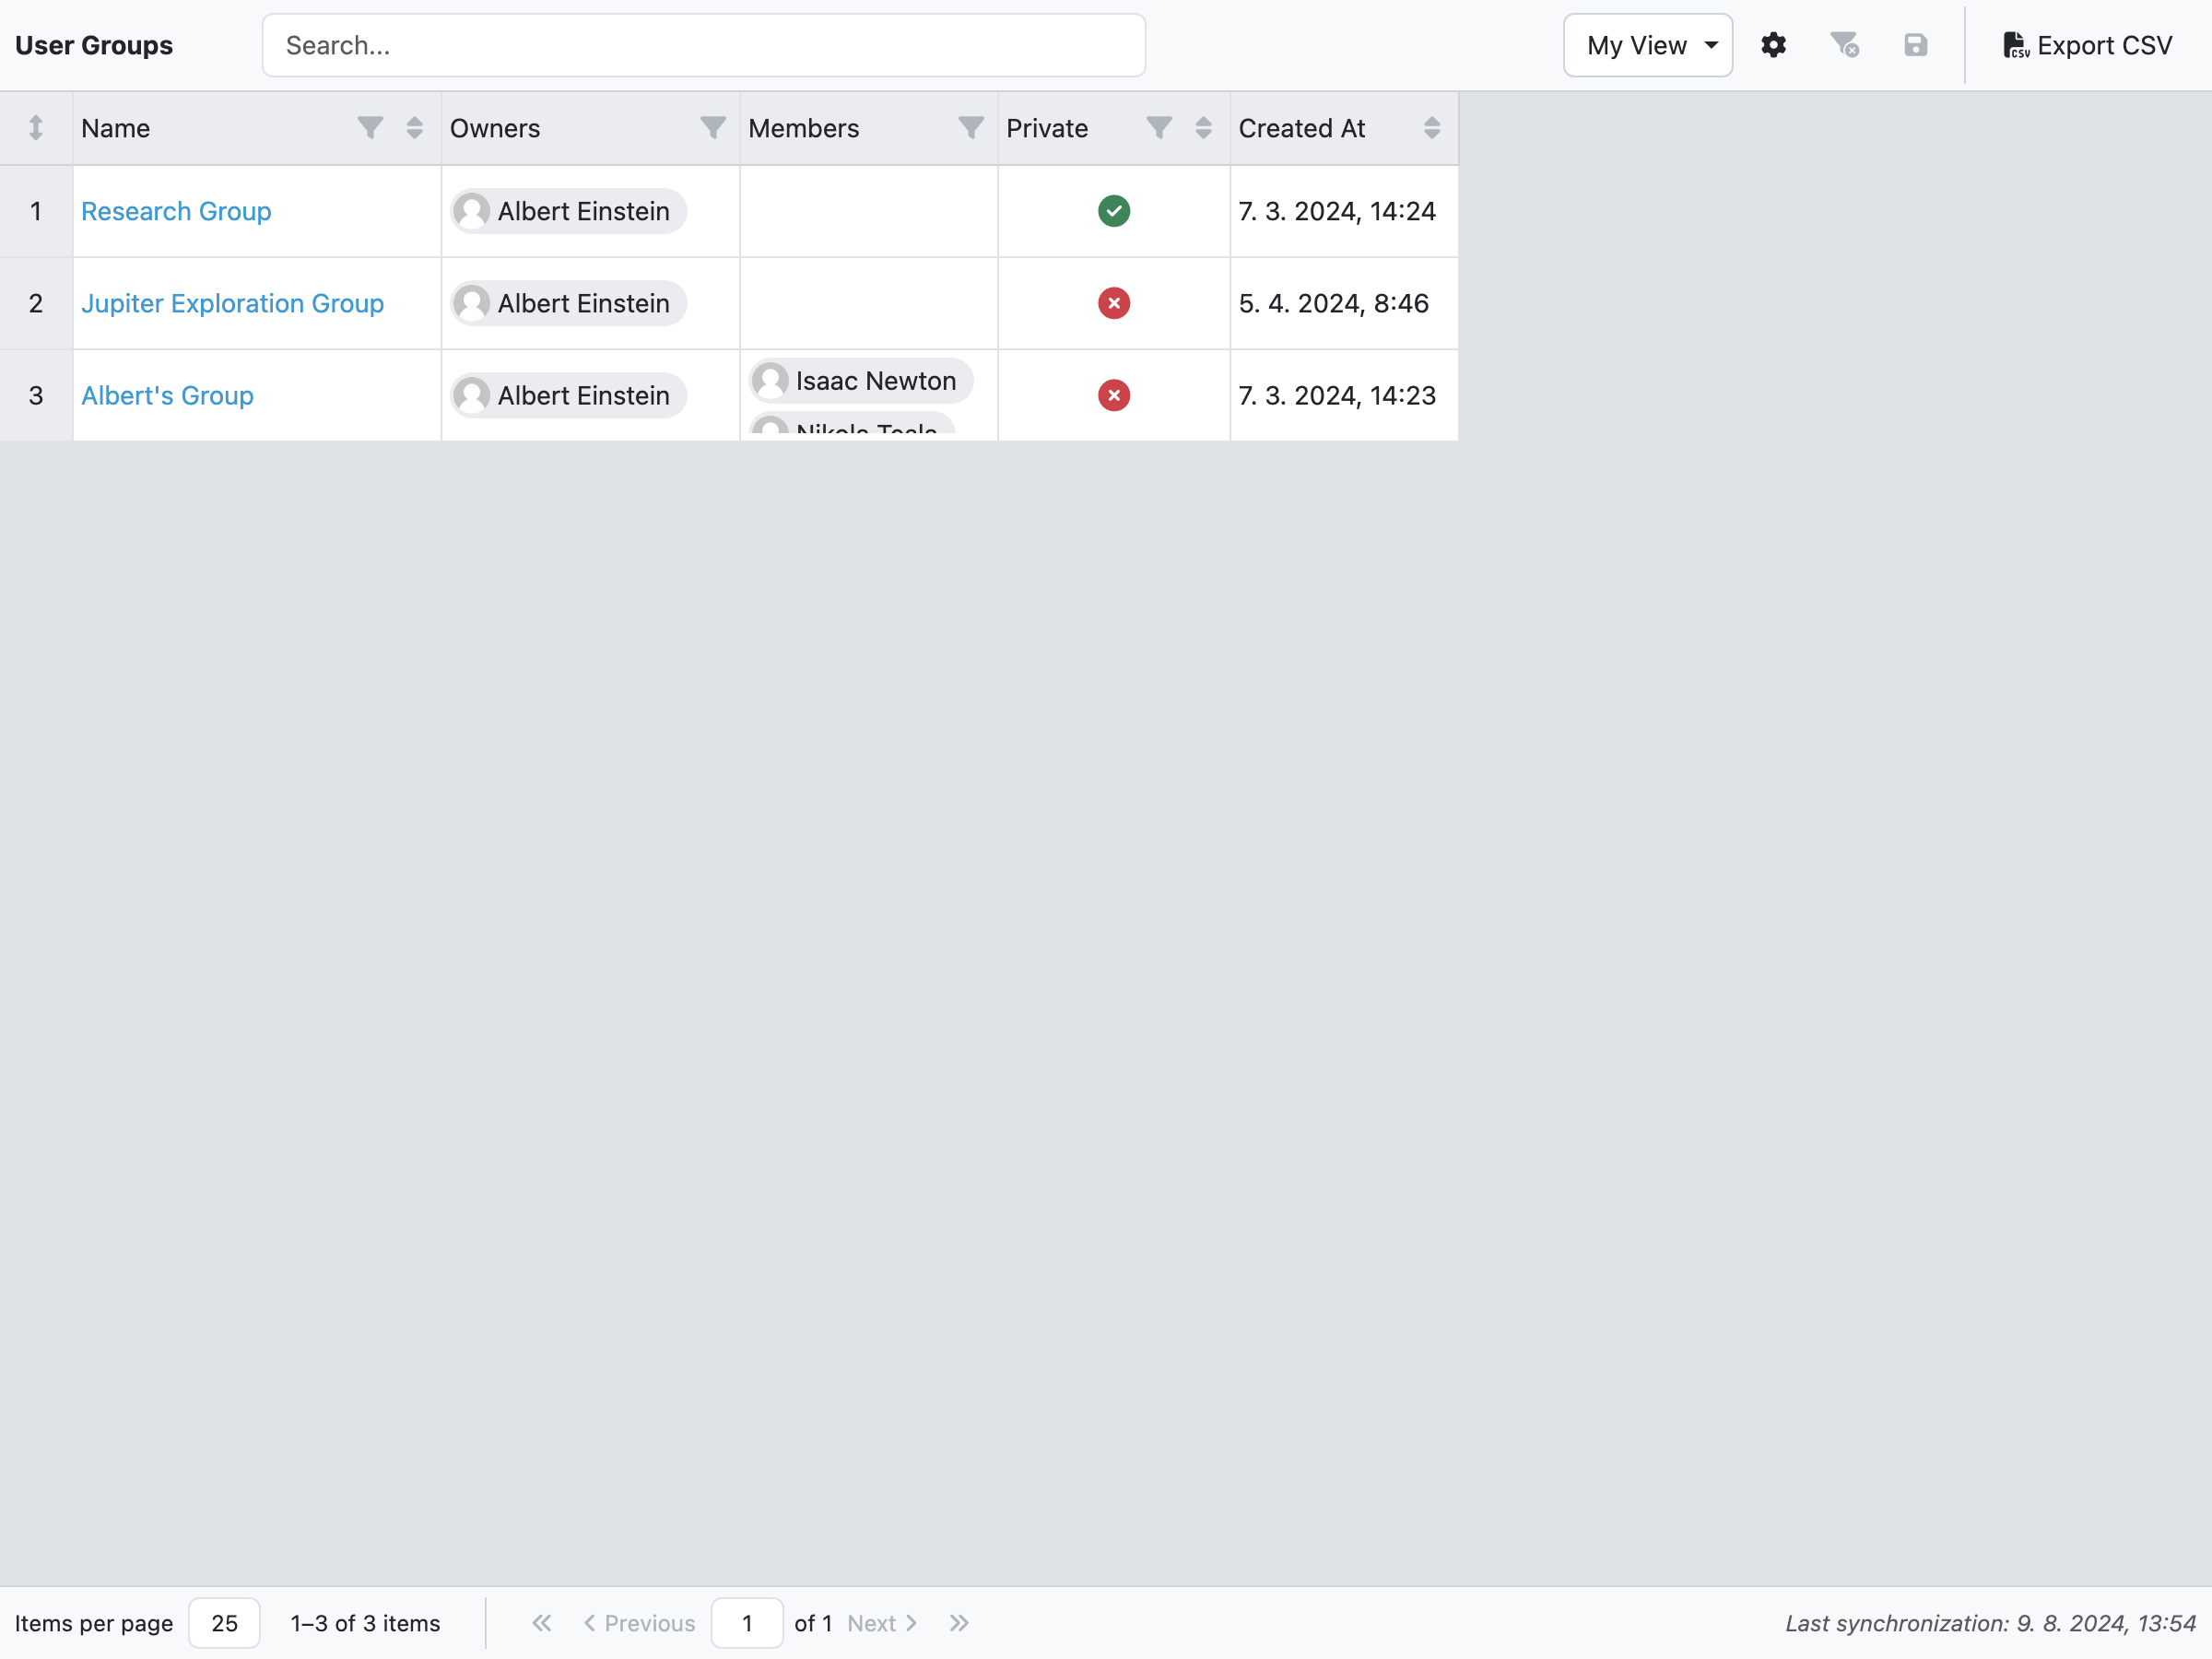 User Groups
Search...
My View
Export CSV
Name
Owners
Members
Private
Created At
1
Research Group
Albert Einstein
7. 3. 2024, 14:24
2
Jupiter Exploration Group
Albert Einstein
5. 4. 2024, 8:46
3
Albert's Group
Albert Einstein
Isaac Newton
Nikola Tesla
7. 3. 2024, 14:23
Items per page 25 1–3 of 3 items
Previous 1 of 1 Next
Last synchronization: 9. 8. 2024, 13:54